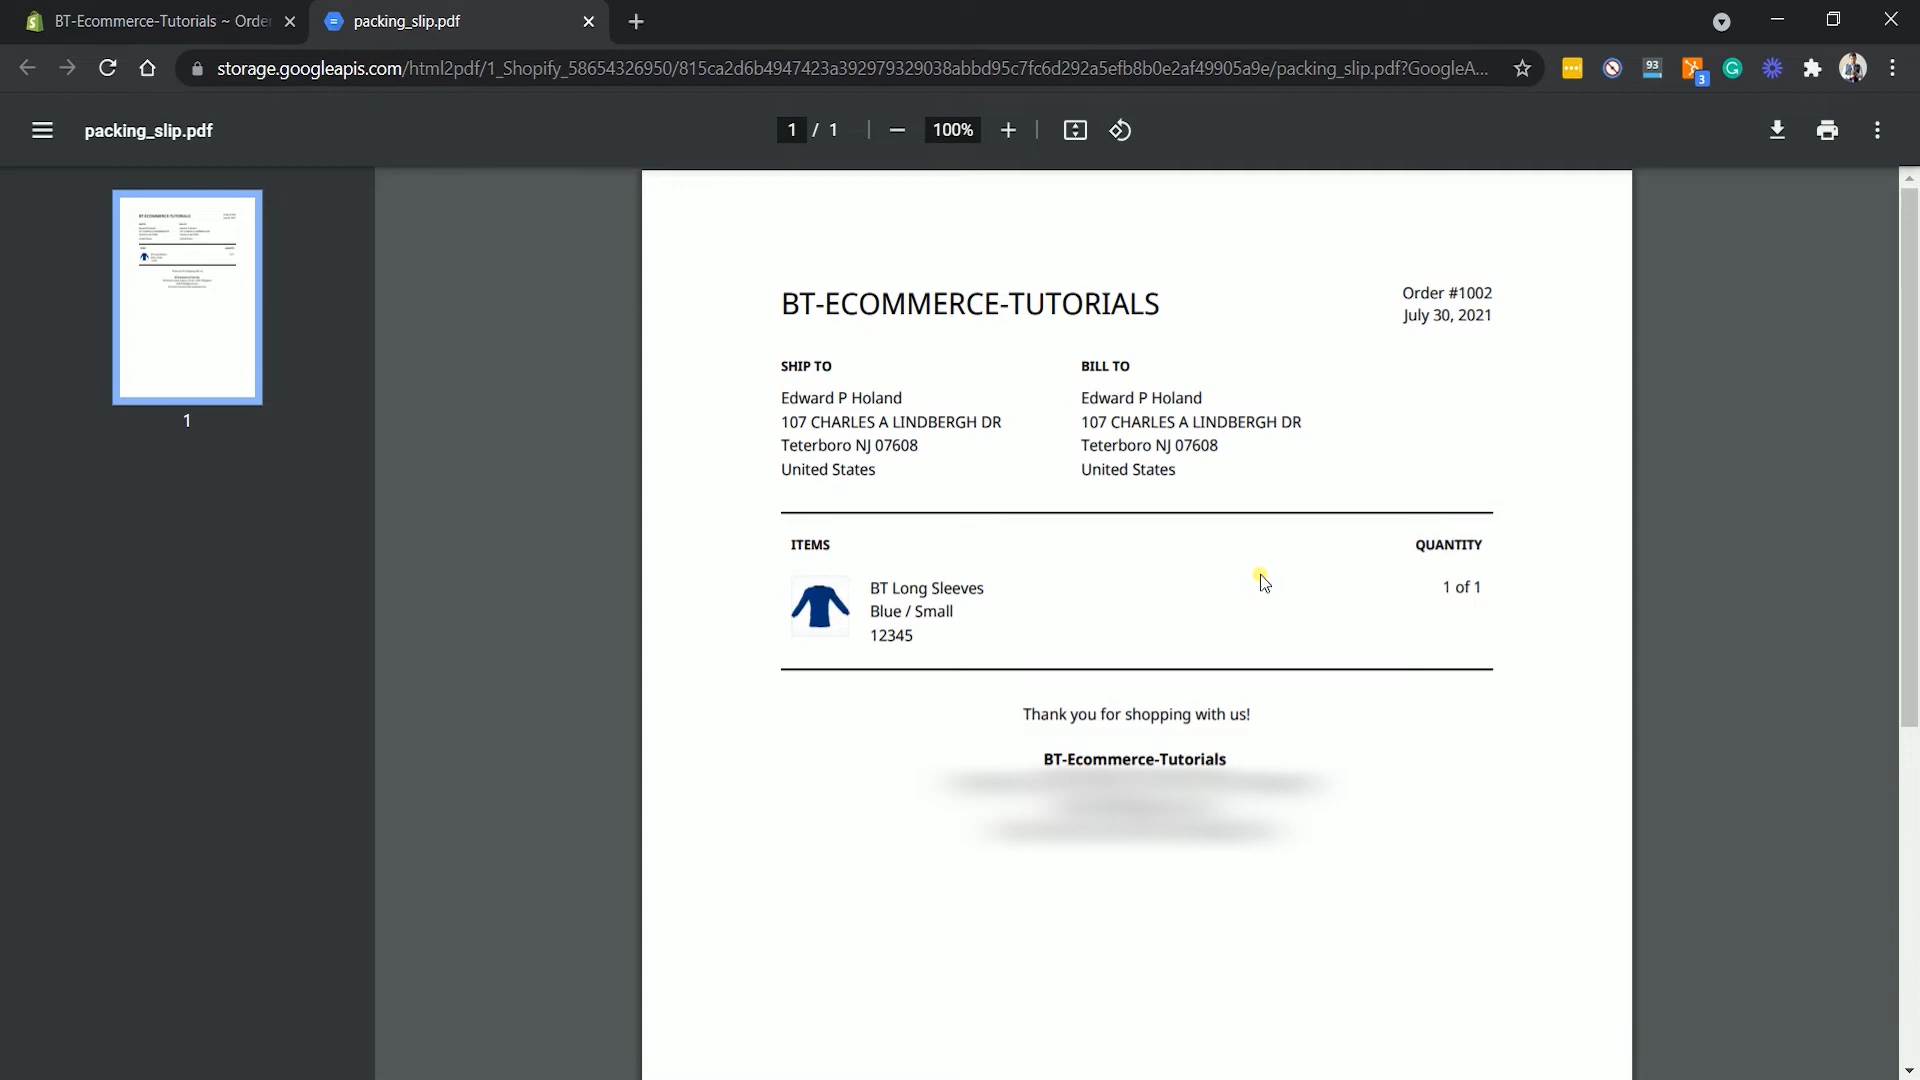 BT-Ecommerce-Tutorials ~ Order
packing_slip.pdf
storage.googleapis.com/html2pdf/1_Shopify_58654326950/815ca2d6b4947423a392979329038abbd95c7fc6d292a5efb8b0e2af49905a9e/packing_slip.pdf?GoogleA...
93
3
packing_slip.pdf
1 / 1
100%
1
BT-ECOMMERCE-TUTORIALS
Order #1002
July 30, 2021
SHIP TO
BILL TO
Edward P Holand
Edward P Holand
107 CHARLES A LINDBERGH DR
107 CHARLES A LINDBERGH DR
Teterboro NJ 07608
Teterboro NJ 07608
United States
United States
ITEMS
QUANTITY
BT Long Sleeves
1 of 1
Blue / Small
12345
Thank you for shopping with us!
BT-Ecommerce-Tutorials